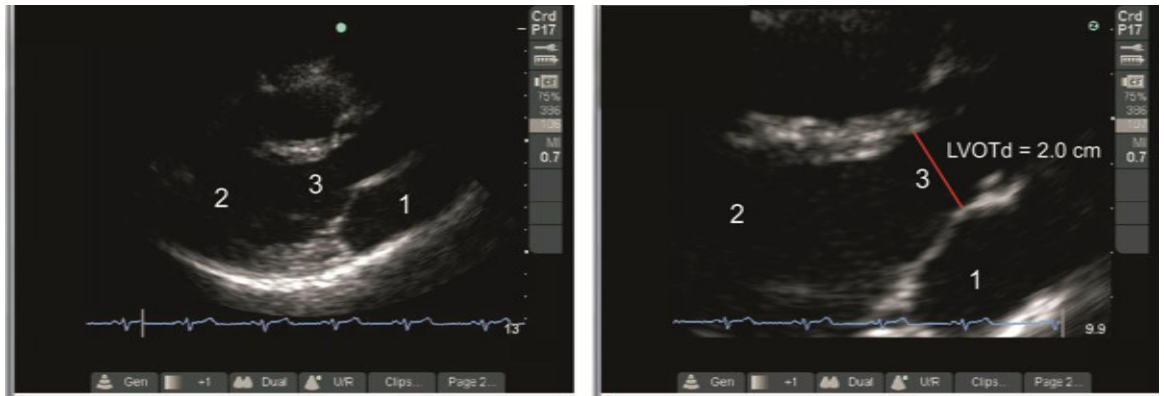 Crd
P17
CF
75%
396
MI
0.7
2
3
1
13
Gen
+1
Dual
U/R
Clips...
Page 2...
Crd
P17
CF
75%
396
MI
0.7
LVOTd = 2.0 cm
3
2
1
9.9
Gen
+1
Dual
U/R
Clips...
Page 2...